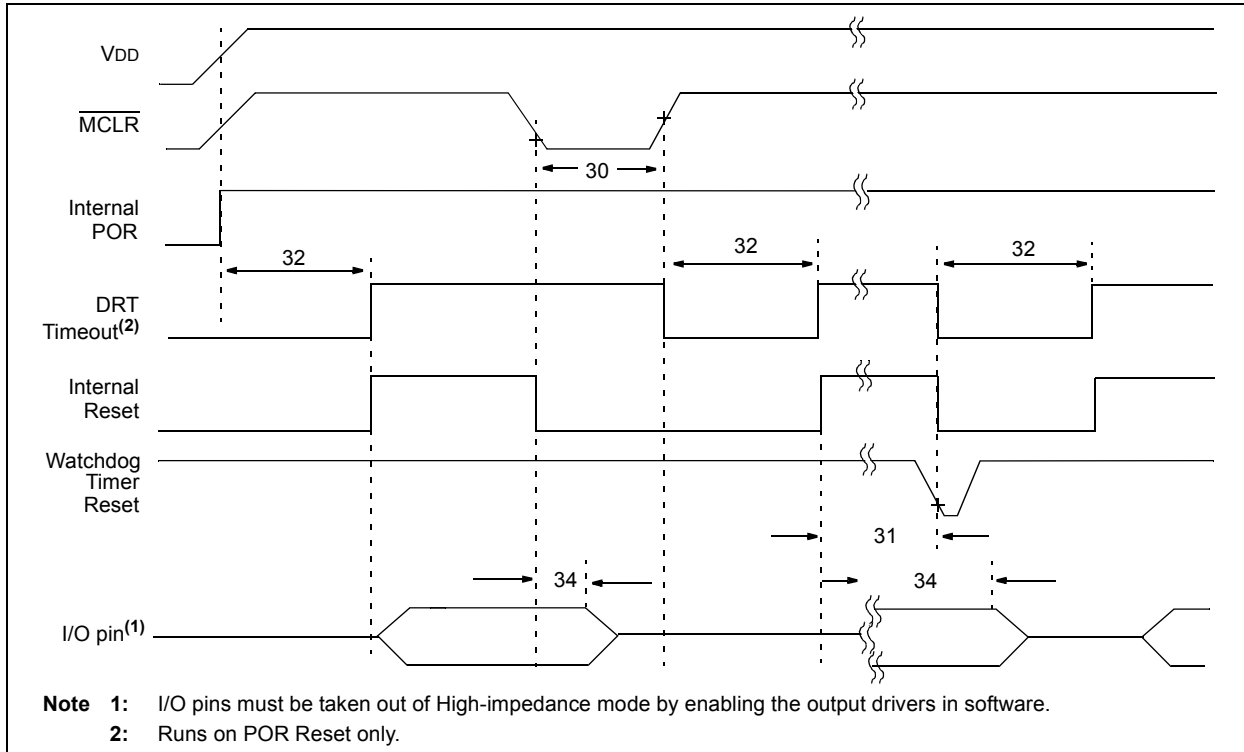 VDD
MCLR
30
Internal
POR
32
32
32
DRT
Timeout(2)
Internal
Reset
Watchdog
Timer
Reset
31
34
34
I/O pin(1)
Note 1: I/O pins must be taken out of High-impedance mode by enabling the output drivers in software.
2: Runs on POR Reset only.